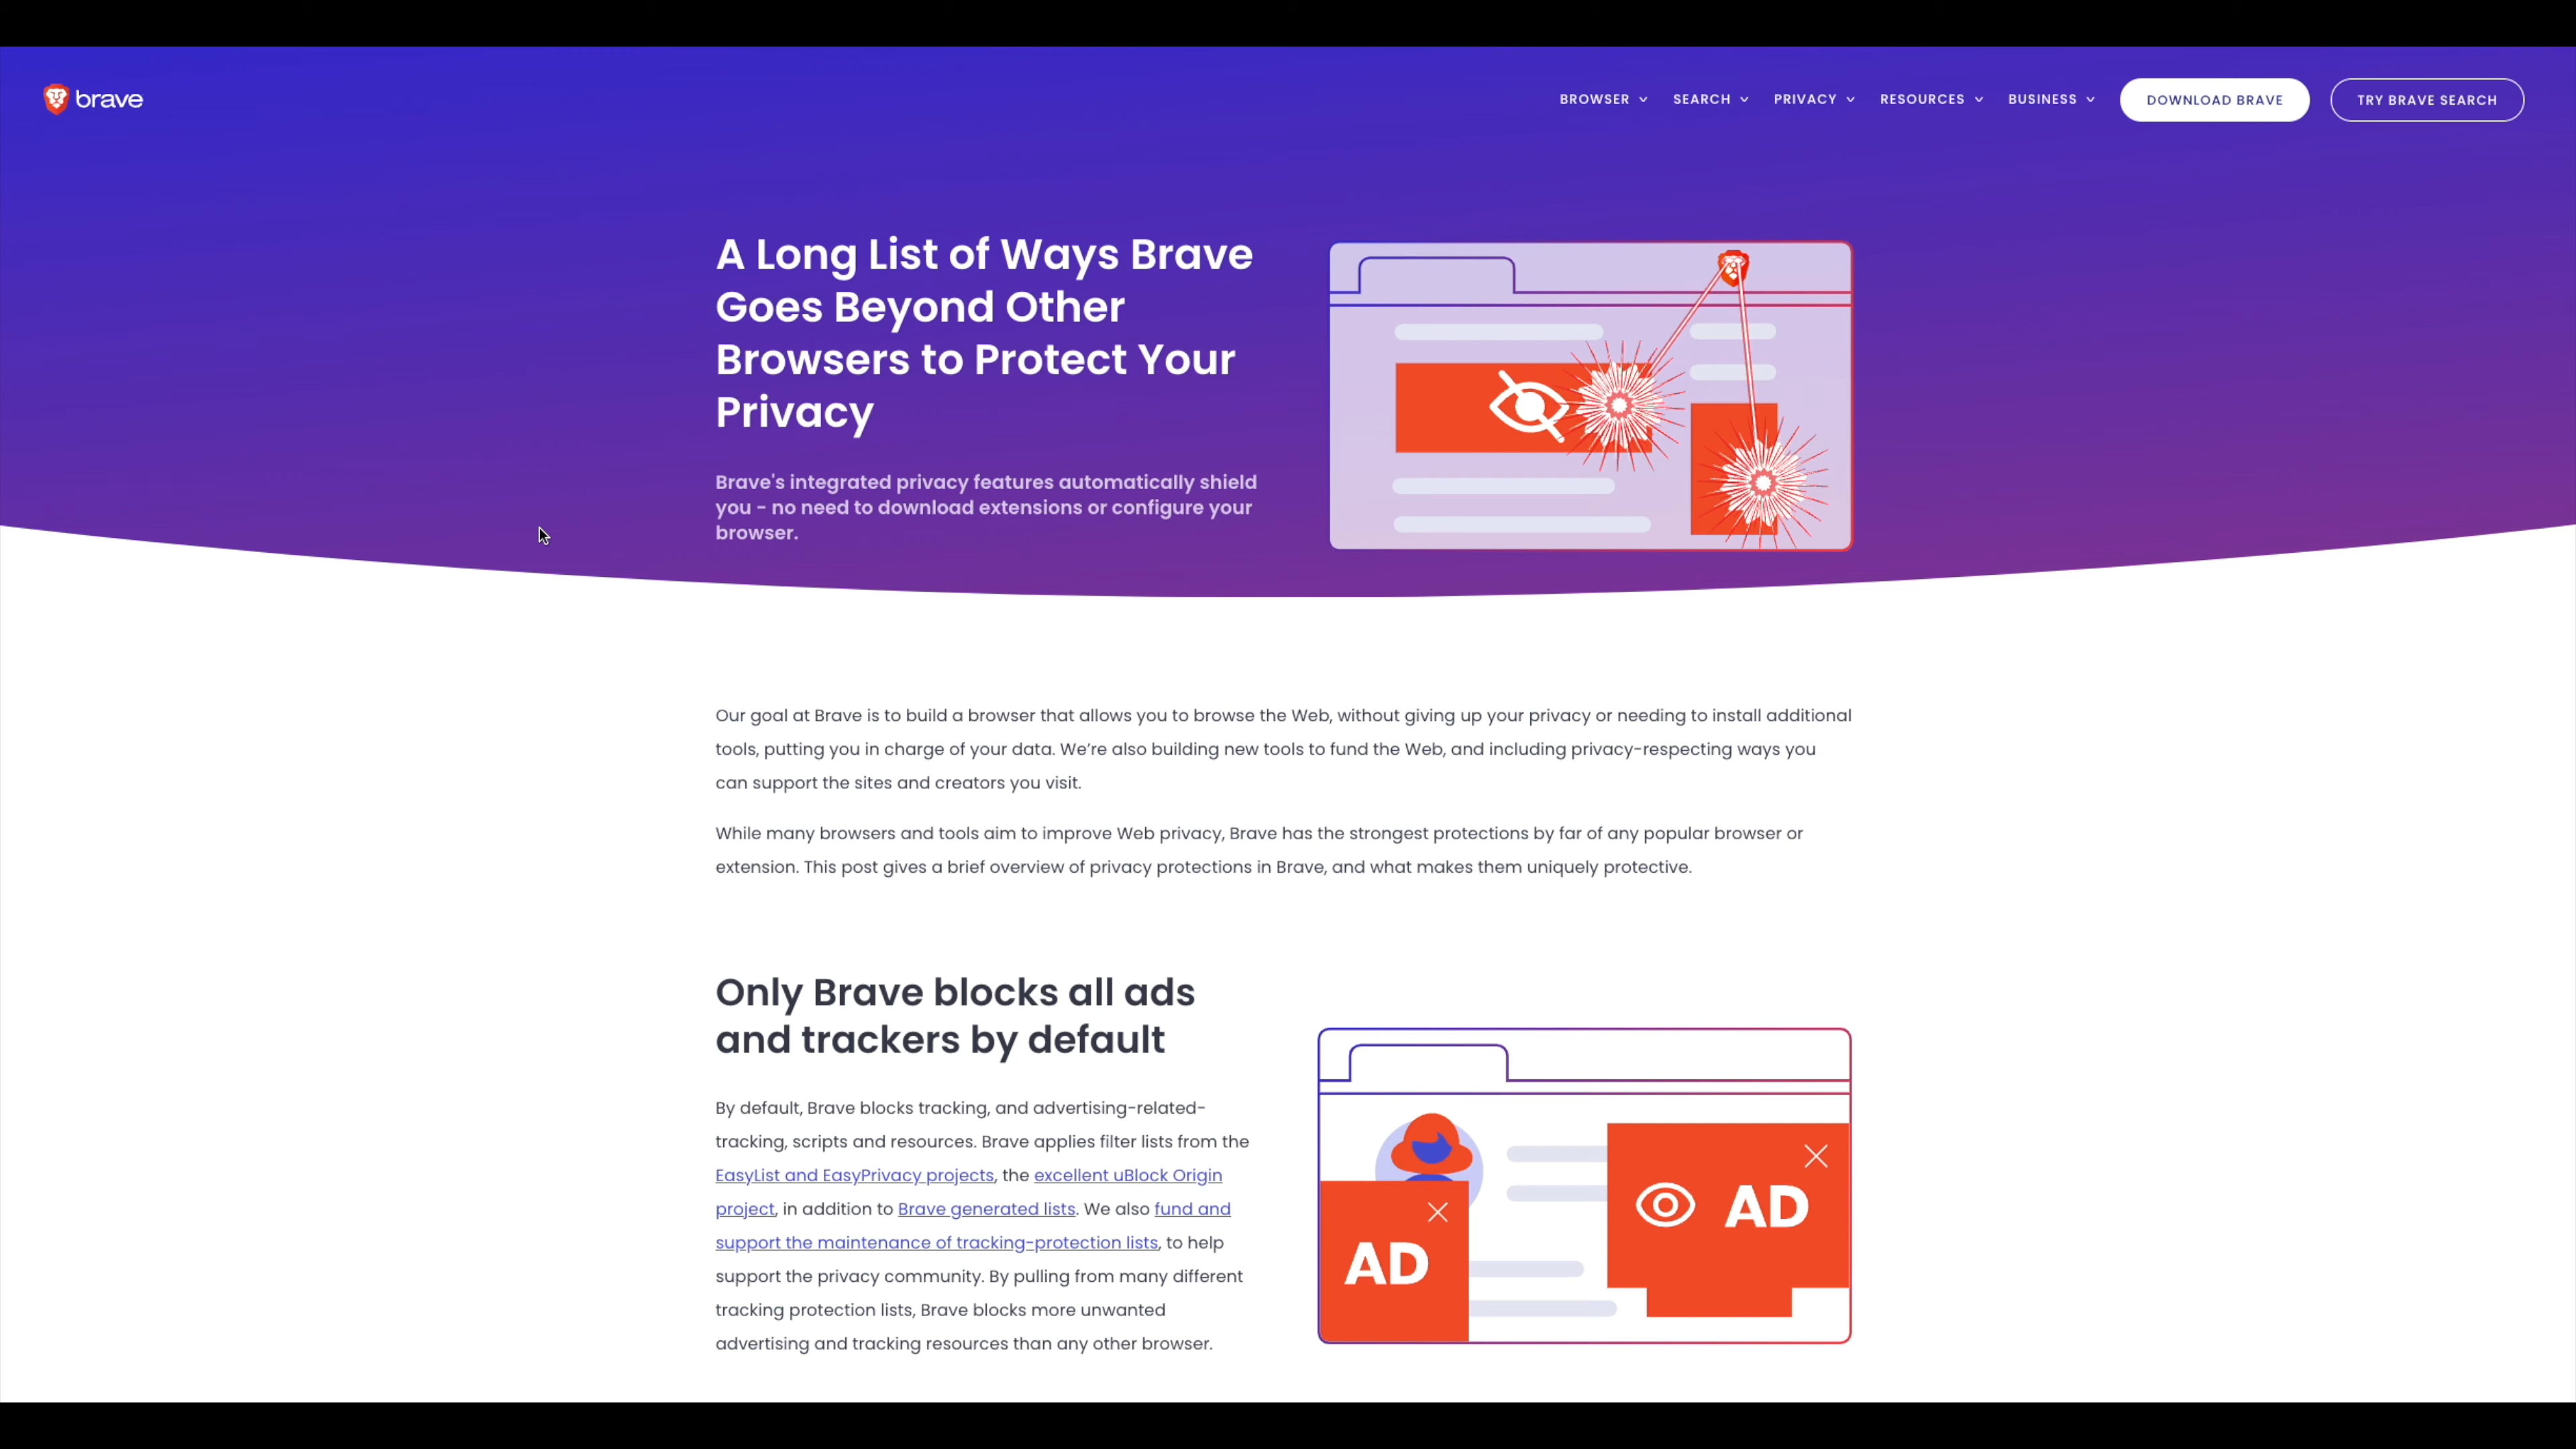 brave
BROWSER
SEARCH
PRIVACY
RESOURCES
BUSINESS
DOWNLOAD BRAVE
TRY BRAVE SEARCH
A Long List of Ways Brave
Goes Beyond Other
Browsers to Protect Your
Privacy
Brave's integrated privacy features automatically shield
you - no need to download extensions or configure your
browser.
Our goal at Brave is to build a browser that allows you to browse the Web, without giving up your privacy or needing to install additional
tools, putting you in charge of your data. We’re also building new tools to fund the Web, and including privacy-respecting ways you
can support the sites and creators you visit.
While many browsers and tools aim to improve Web privacy, Brave has the strongest protections by far of any popular browser or
extension. This post gives a brief overview of privacy protections in Brave, and what makes them uniquely protective.
Only Brave blocks all ads
and trackers by default
By default, Brave blocks tracking, and advertising-related-
tracking, scripts and resources. Brave applies filter lists from the
EasyList and EasyPrivacy projects, the excellent uBlock Origin
project, in addition to Brave generated lists. We also fund and
support the maintenance of tracking-protection lists, to help
support the privacy community. By pulling from many different
tracking protection lists, Brave blocks more unwanted
advertising and tracking resources than any other browser.
AD
AD